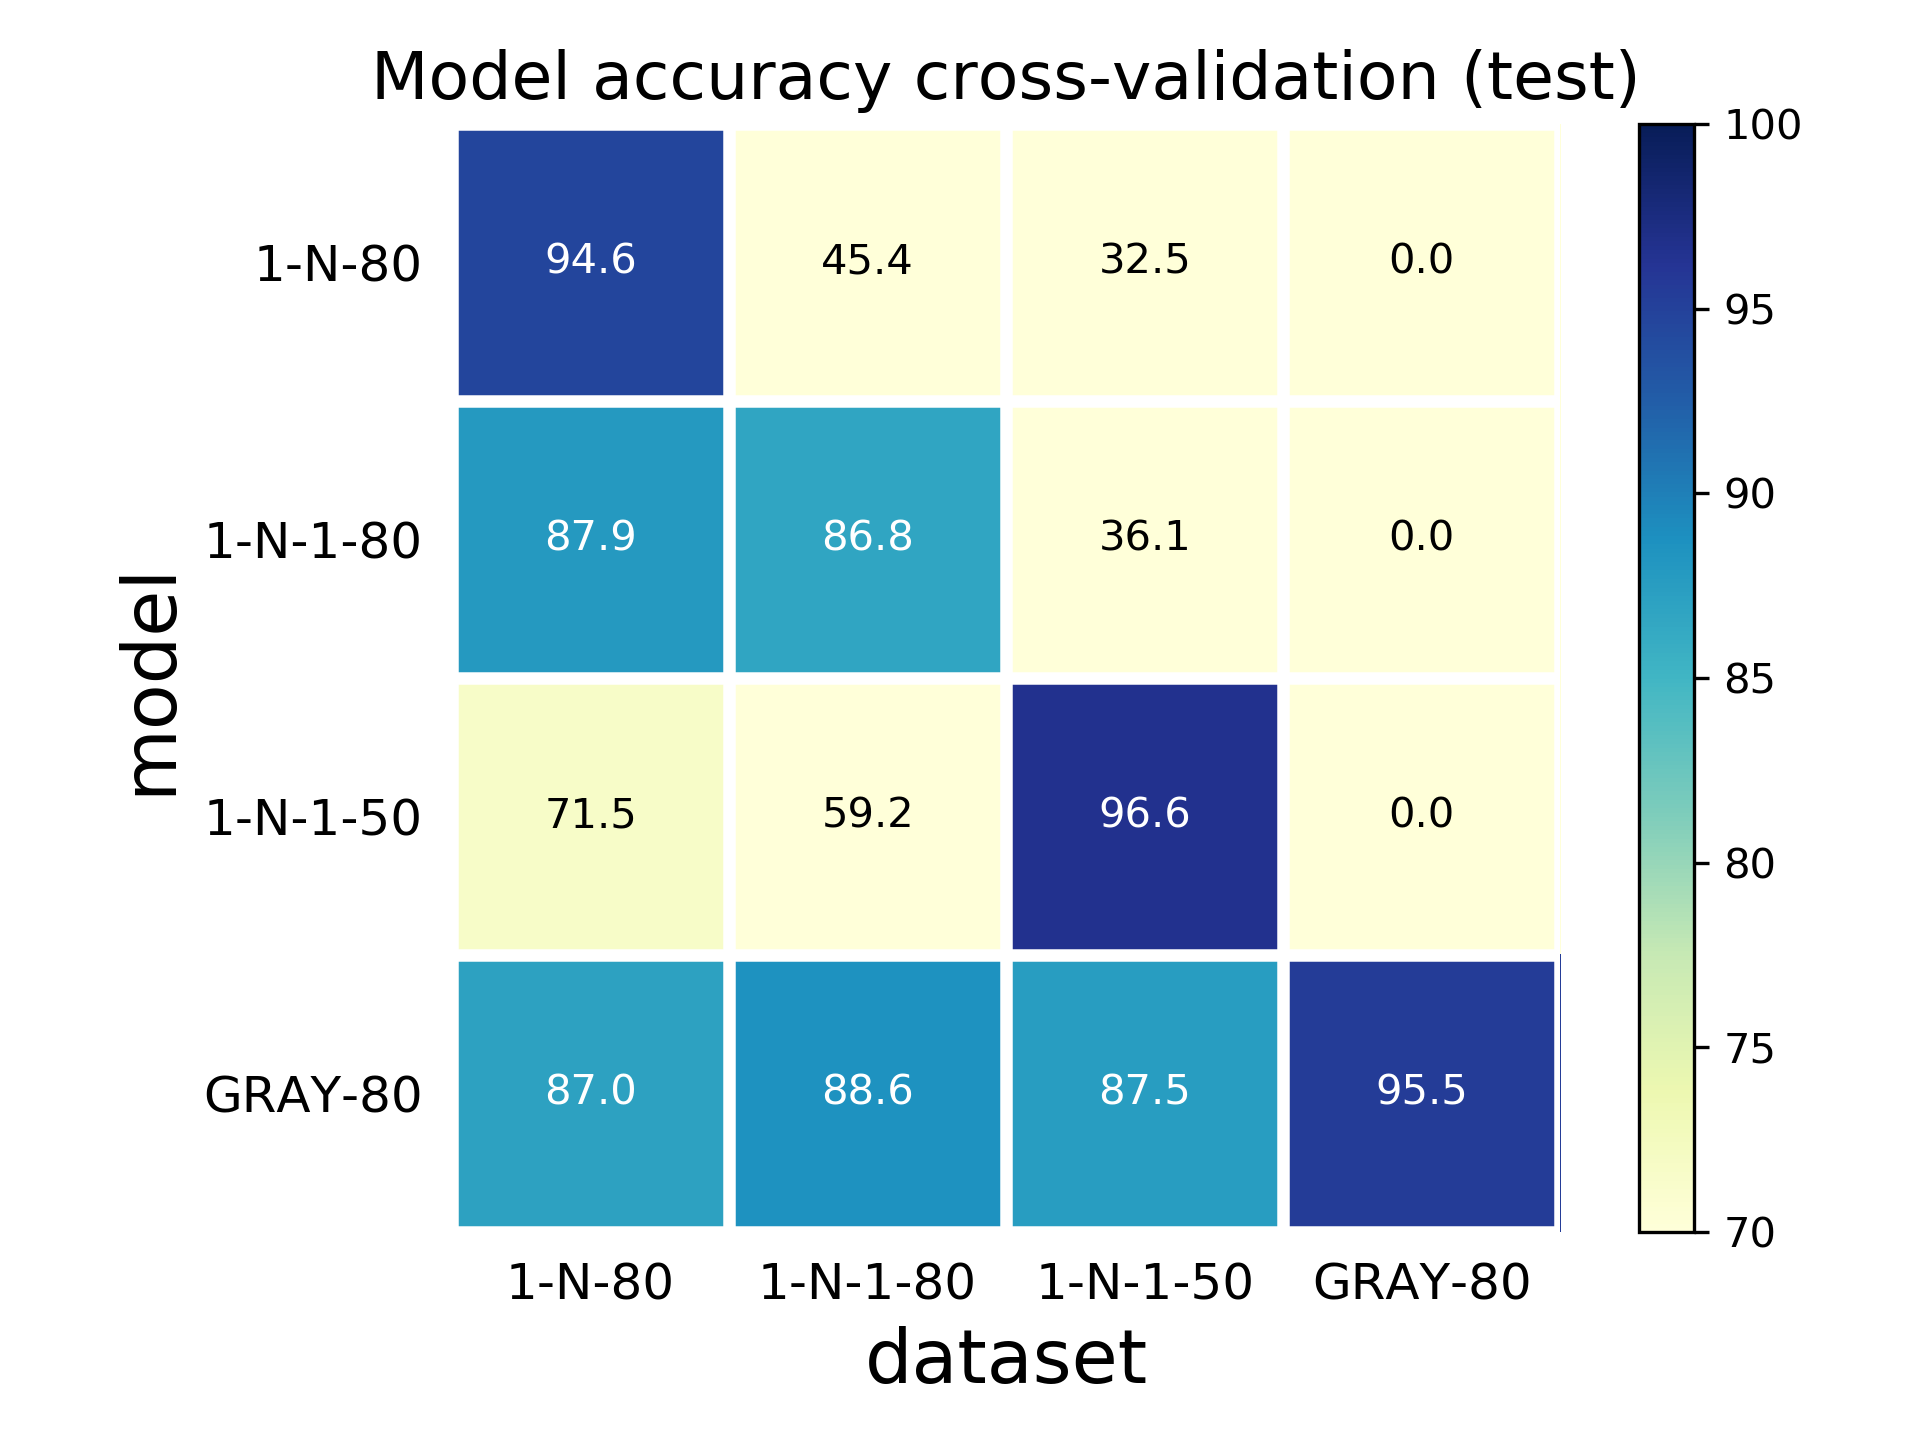 Model accuracy cross-validation (test)
100
95
90
85
80
75
70
model
1-N-80 94.6 45.4 32.5 0.0
1-N-1-80 87.9 86.8 36.1 0.0
1-N-1-50 71.5 59.2 96.6 0.0
GRAY-80 87.0 88.6 87.5 95.5
1-N-80 1-N-1-80 1-N-1-50 GRAY-80
dataset